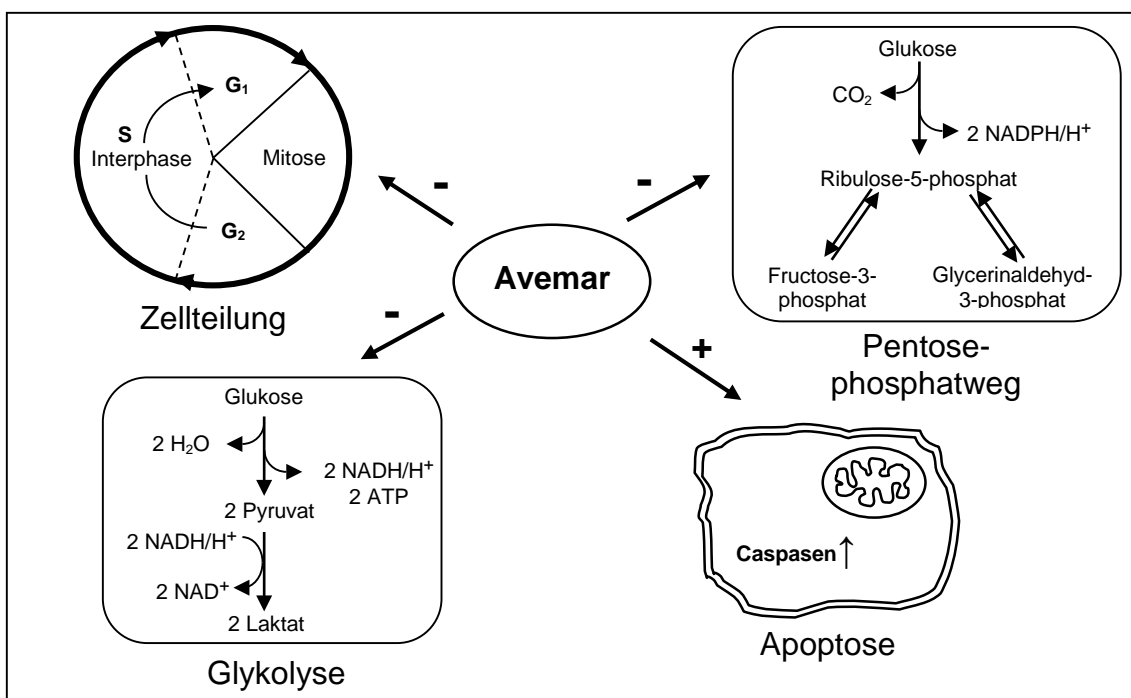 G₁
S
Interphase
Mitose
G₂
Zellteilung
-
-
Avemar
-
+
Glukose
CO₂
2 NADPH/H⁺
Ribulose-5-phosphat
Fructose-3-
phosphat
Glycerinaldehyd-
3-phosphat
Pentose-
phosphatweg
Glukose
2 H₂O
2 NADH/H⁺
2 ATP
2 Pyruvat
2 NADH/H⁺
2 NAD⁺
2 Laktat
Glykolyse
Caspasen ↑
Apoptose